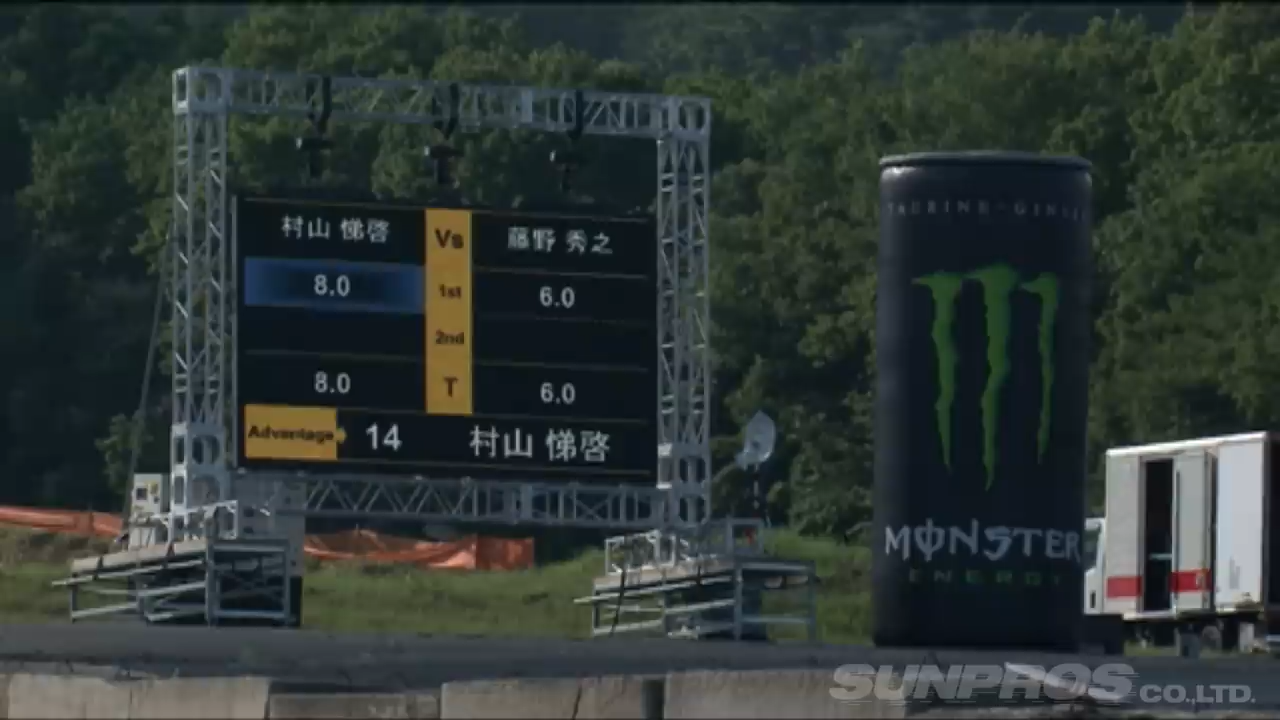 村山 悌啓 Vs 藤野 秀之
8.0 1st 6.0
2nd
8.0 T 6.0
Advantage 14 村山 悌啓
TAURINE + GINSE
MONSTER
ENERGY
SUNPROS CO.,LTD.